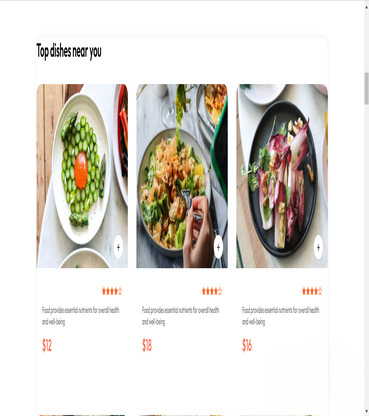 Top dishes near you
Food provides essential nutrients for overall health
and well-being
$12
Food provides essential nutrients for overall health
and well-being
$18
Food provides essential nutrients for overall health
and well-being
$16